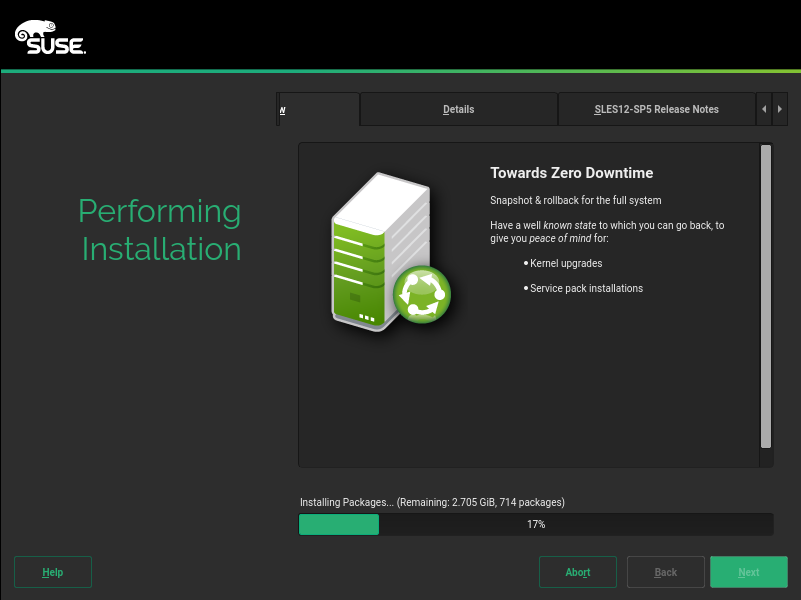 SUSE.
Details
SLES12-SP5 Release Notes
Performing
Installation
Towards Zero Downtime
Snapshot & rollback for the full system
Have a well known state to which you can go back, to
give you peace of mind for:
• Kernel upgrades
• Service pack installations
Installing Packages... (Remaining: 2.705 GiB, 714 packages)
17%
Help
Abort
Back
Next